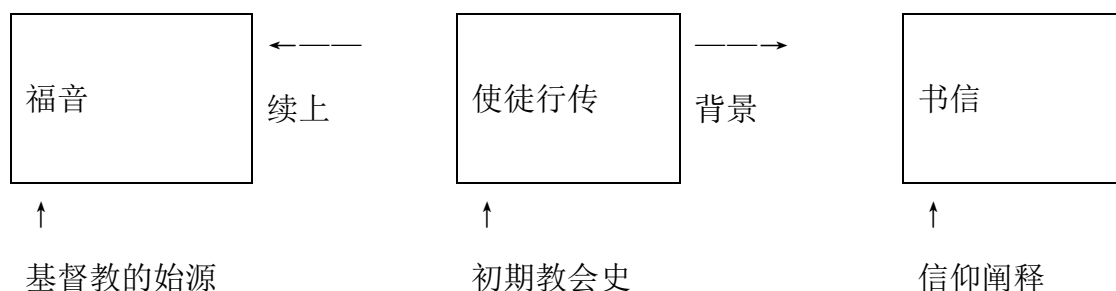 福音
续上
使徒行传
背景
书信
基督教的始源
初期教会史
信仰阐释